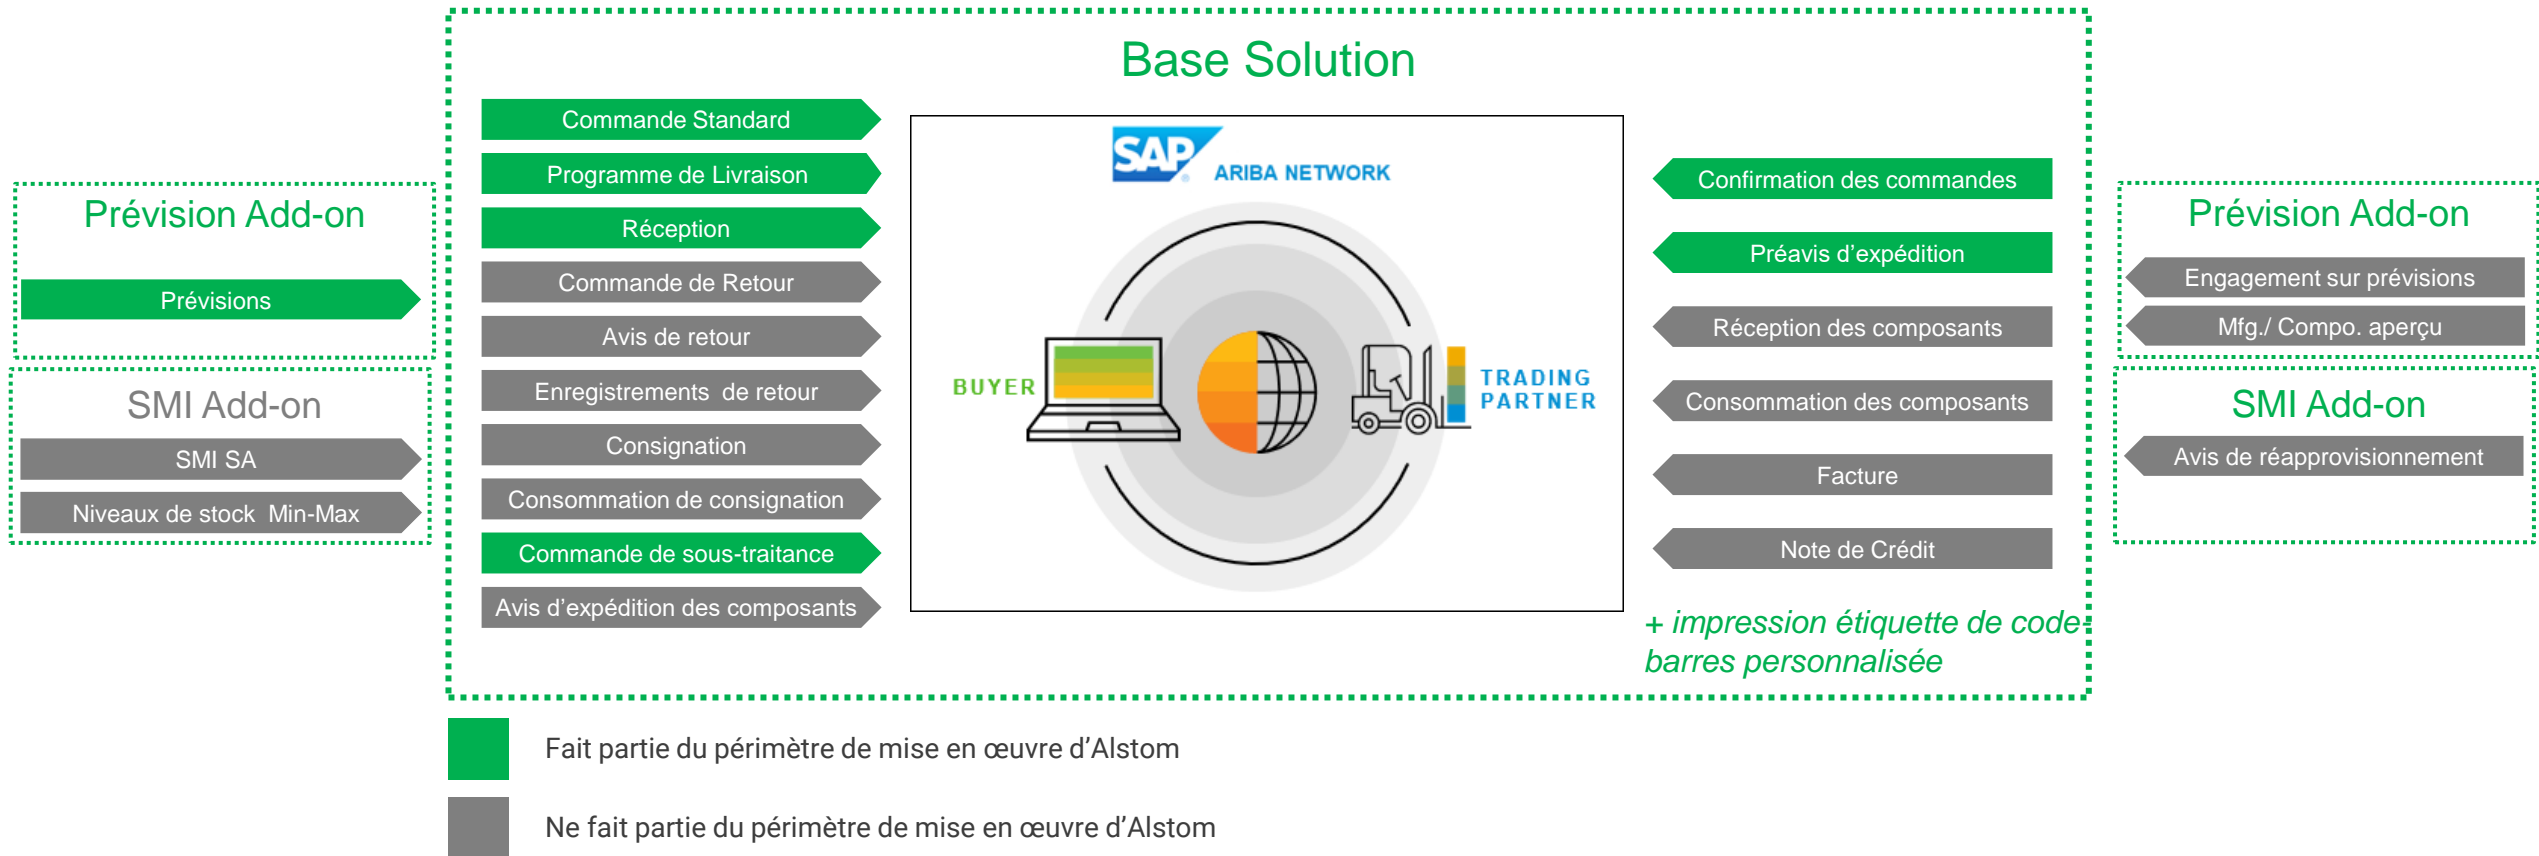 Base Solution
Prévision Add-on
Prévisions
SMI Add-on
SMI SA
Niveaux de stock Min-Max
Commande Standard
Programme de Livraison
Réception
Commande de Retour
Avis de retour
Enregistrements de retour
Consignation
Consommation de consignation
Commande de sous-traitance
Avis d'expédition des composants
SAP
ARIBA NETWORK
BUYER
TRADING
PARTNER
Confirmation des commandes
Préavis d'expédition
Réception des composants
Consommation des composants
Facture
Note de Crédit
+ impression étiquette de code-
barres personnalisée
Prévision Add-on
Engagement sur prévisions
Mfg./ Compo. aperçu
SMI Add-on
Avis de réapprovisionnement
Fait partie du périmètre de mise en œuvre d'Alstom
Ne fait partie du périmètre de mise en œuvre d'Alstom